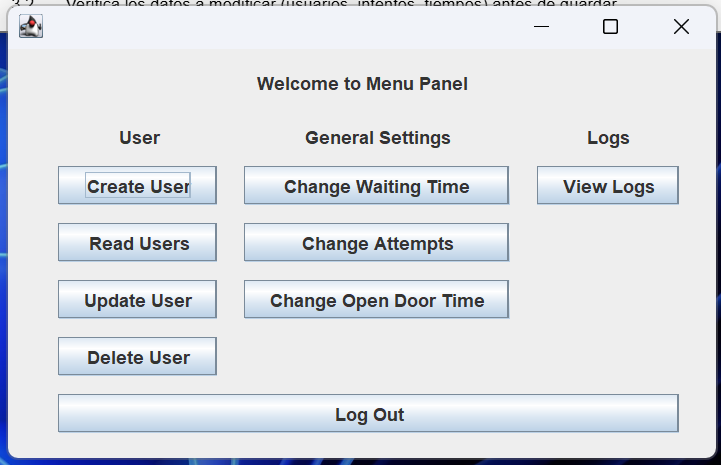 3.2 Verifica los datos a modificar (usuarios, intentos, tiempos) antes de guardar
Welcome to Menu Panel
User General Settings Logs
Create User Change Waiting Time View Logs
Read Users Change Attempts
Update User Change Open Door Time
Delete User
Log Out